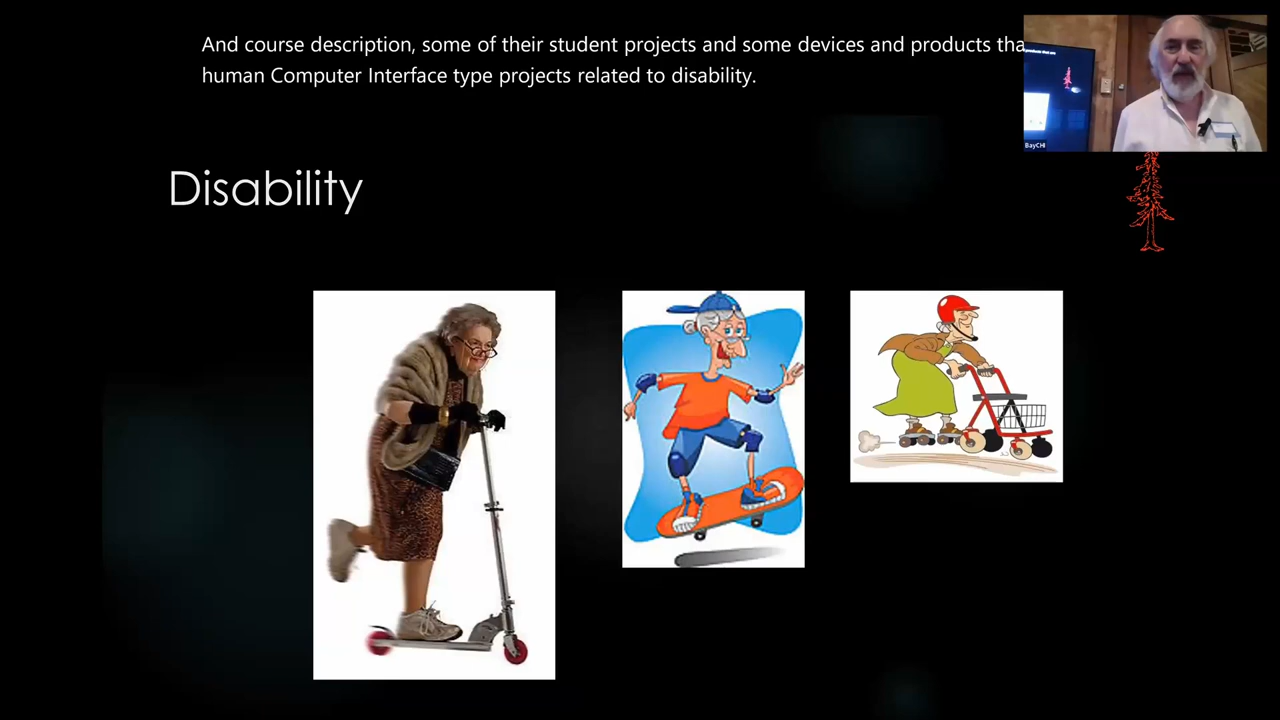 And course description, some of their student projects and some devices and products tha
human Computer Interface type projects related to disability.
BayCHI
Disability